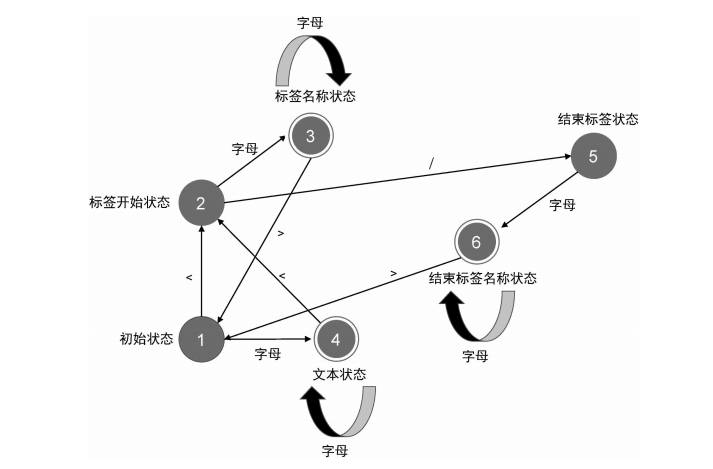 字母
标签名称状态
结束标签状态
3
字母
/
5
标签开始状态
2
字母
>
6
<
<
>
结束标签名称状态
初始状态
1
4
字母
字母
文本状态
字母